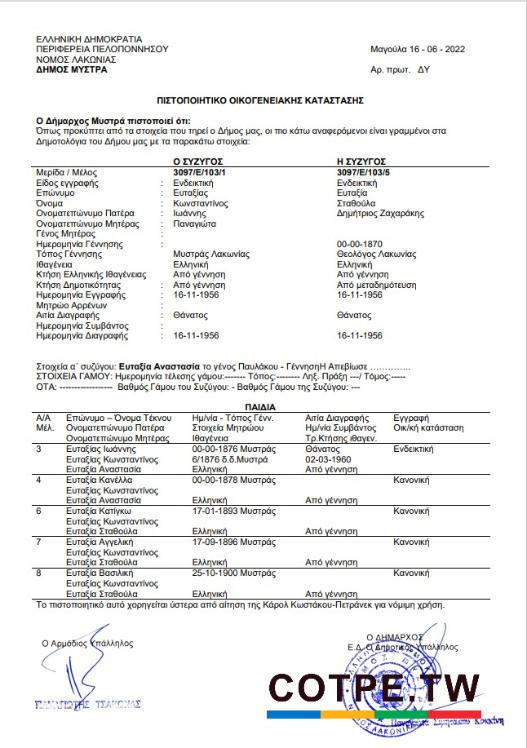 ΕΛΛΗΝΙΚΗ ΔΗΜΟΚΡΑΤΙΑ
ΠΕΡΙΦΕΡΕΙΑ ΠΕΛΟΠΟΝΝΗΣΟΥ
ΝΟΜΟΣ ΛΑΚΩΝΙΑΣ
ΔΗΜΟΣ ΜΥΣΤΡΑ
Μαγούλα 16 - 06 - 2022
Αρ. πρωτ. ΔΥ
ΠΙΣΤΟΠΟΙΗΤΙΚΟ ΟΙΚΟΓΕΝΕΙΑΚΗΣ ΚΑΤΑΣΤΑΣΗΣ
Ο Δήμαρχος Μυστρά πιστοποιεί ότι:
Όπως προκύπτει από τα στοιχεία που τηρεί ο Δήμος μας, οι πιο κάτω αναφερόμενοι είναι γραμμένοι στα
Δημοτολόγια του Δήμου μας με τα παρακάτω στοιχεία:
Ο ΣΥΖΥΓΟΣ Η ΣΥΖΥΓΟΣ
Μερίδα / Μέλος : 3097/Ε/103/1 3097/Ε/103/5
Είδος εγγραφής : Ενδεικτική Ενδεικτική
Επώνυμο : Ευταξίας Ευταξία
Όνομα : Κωνσταντίνος Σταθούλα
Ονοματεπώνυμο Πατέρα : Ιωάννης Δημήτριος Ζαχαράκης
Ονοματεπώνυμο Μητέρας : Παναγιώτα
Γένος Μητέρας :
Ημερομηνία Γέννησης : 00-00-1870
Τόπος Γέννησης : Μυστράς Λακωνίας Θεολόγος Λακωνίας
Ιθαγένεια : Ελληνική Ελληνική
Κτήση Ελληνικής Ιθαγένειας : Από γέννηση Από γέννηση
Κτήση Δημοτικότητας : Από γέννηση Από μεταδημότευση
Ημερομηνία Εγγραφής : 16-11-1956 16-11-1956
Μητρώο Αρρένων :
Αιτία Διαγραφής : Θάνατος Θάνατος
Ημερομηνία Συμβάντος :
Ημερομηνία Διαγραφής : 16-11-1956 16-11-1956
Στοιχεία α΄ συζύγου: Ευταξία Αναστασία το γένος Παυλάκου - ΓέννησηΗ Απεβίωσε …………..
ΣΤΟΙΧΕΙΑ ΓΑΜΟΥ: Ημερομηνία τέλεσης γάμου:------- Τόπος:-------- Ληξ. Πράξη ---/ Τόμος:-----
ΟΤΑ: ------------------ Βαθμός Γάμου του Συζύγου: - Βαθμός Γάμου της Συζύγου: ---
ΠΑΙΔΙΑ
Α/Α Επώνυμο – Όνομα Τέκνου Ημ/νία - Τόπος Γένν. Αιτία Διαγραφής Εγγραφή
Μέλ. Ονοματεπώνυμο Πατέρα Στοιχεία Μητρώου Ημ/νία Συμβάντος Οικ/κή κατάσταση
Ονοματεπώνυμο Μητέρας Ιθαγένεια Τρ.Κτήσης ιθαγεν.
3 Ευταξίας Ιωάννης 00-00-1876 Μυστράς Θάνατος Ενδεικτική
Ευταξίας Κωνσταντίνος 6/1876 δ.δ.Μυστρά 02-03-1960
Ευταξία Αναστασία Ελληνική Από γέννηση
4 Ευταξία Κανέλλα 00-00-1878 Μυστράς Κανονική
Ευταξίας Κωνσταντίνος
Ευταξία Αναστασία Ελληνική Από γέννηση
6 Ευταξία Κατίγκω 17-01-1893 Μυστράς Κανονική
Ευταξίας Κωνσταντίνος
Ευταξία Σταθούλα Ελληνική Από γέννηση
7 Ευταξία Αγγελική 17-09-1896 Μυστράς Κανονική
Ευταξίας Κωνσταντίνος
Ευταξία Σταθούλα Ελληνική Από γέννηση
8 Ευταξία Βασιλική 25-10-1900 Μυστράς Κανονική
Ευταξίας Κωνσταντίνος
Ευταξία Σταθούλα Ελληνική Από γέννηση
Το πιστοποιητικό αυτό χορηγείται ύστερα από αίτηση της Κάρολ Κωστάκου-Πετράνεκ για νόμιμη χρήση.
Ο Αρμόδιος Υπάλληλος
Ο ΔΗΜΑΡΧΟΣ
Ε.Δ. Ο Δημοτικός Υπάλληλος
ΠΑΝΑΓΙΩΤΗΣ ΤΣΑΚΩΝΑΣ
COTPE.TW